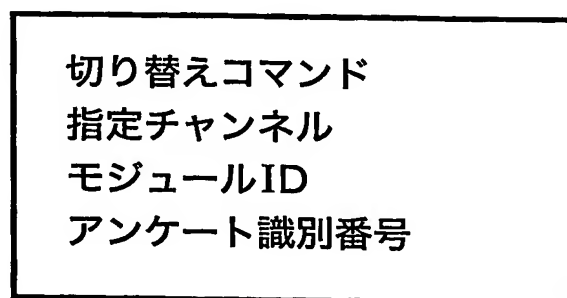 切り替えコマンド
指定チャンネル
モジュールID
アンケート識別番号